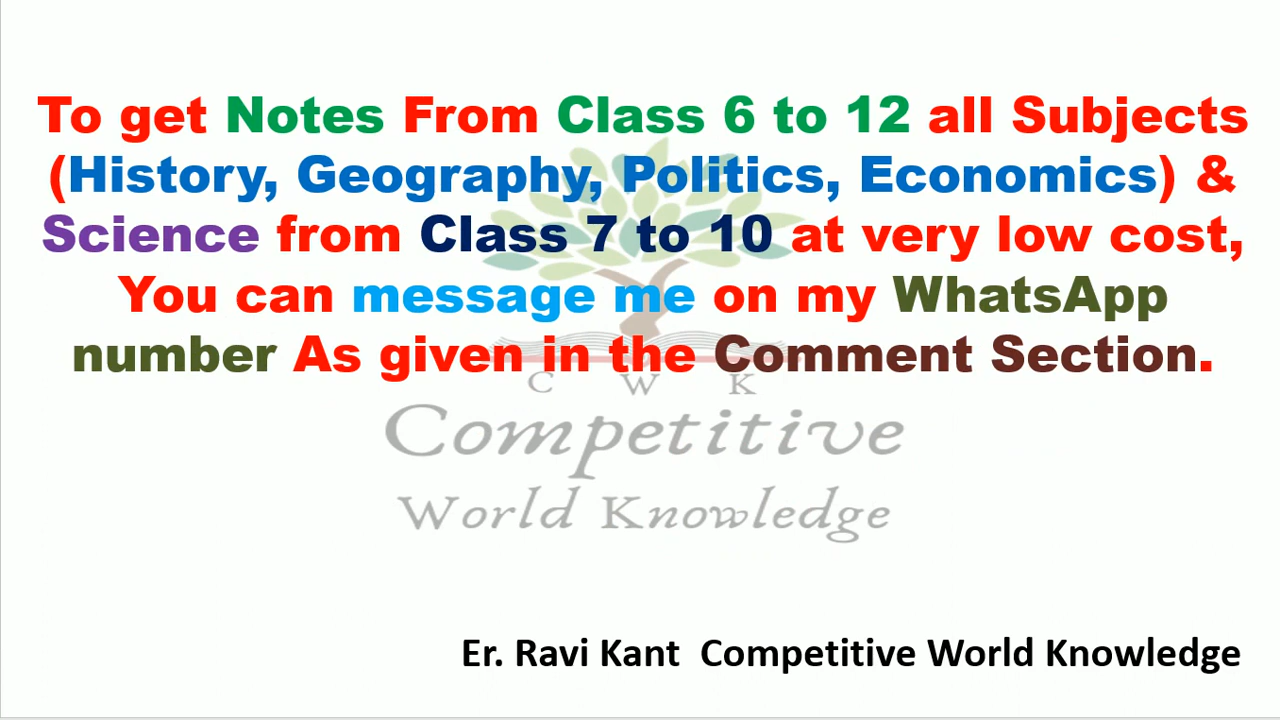 To get Notes From Class 6 to 12 all Subjects
(History, Geography, Politics, Economics) &
Science from Class 7 to 10 at very low cost,
You can message me on my WhatsApp
number As given in the Comment Section.
C W K
Competitive
World Knowledge
Er. Ravi Kant  Competitive World Knowledge